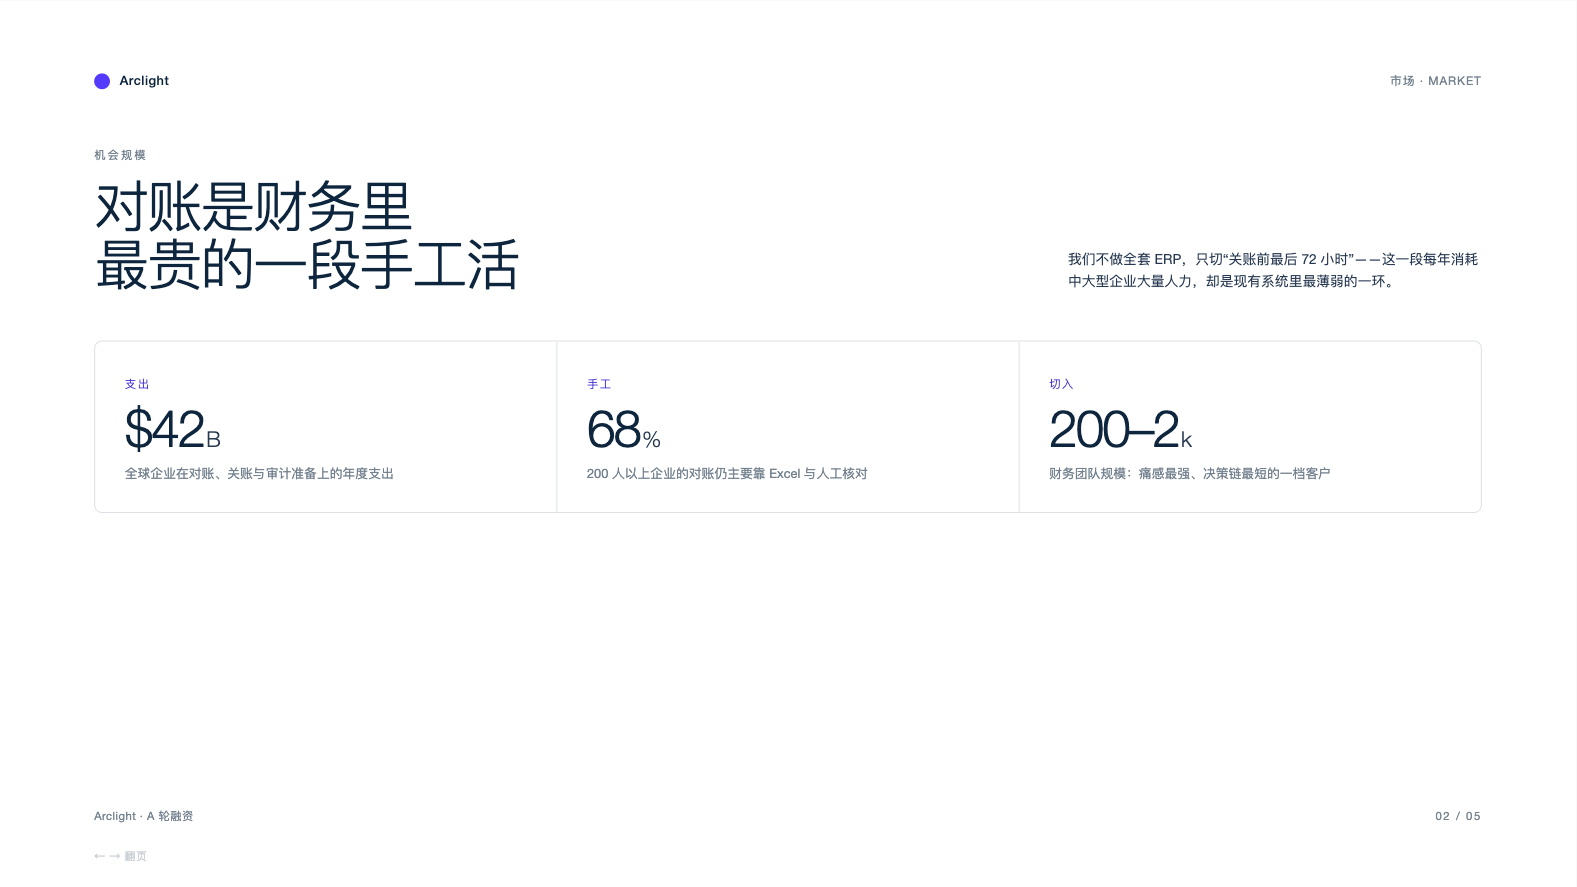 Arclight
市场 · MARKET
机会规模
对账是财务里
最贵的一段手工活
我们不做全套 ERP，只切“关账前最后 72 小时”——这一段每年消耗
中大型企业大量人力，却是现有系统里最薄弱的一环。
支出
$42B
全球企业在对账、关账与审计准备上的年度支出
手工
68%
200 人以上企业的对账仍主要靠 Excel 与人工核对
切入
200–2k
财务团队规模：痛感最强、决策链最短的一档客户
Arclight · A 轮融资
02 / 05
← → 翻页